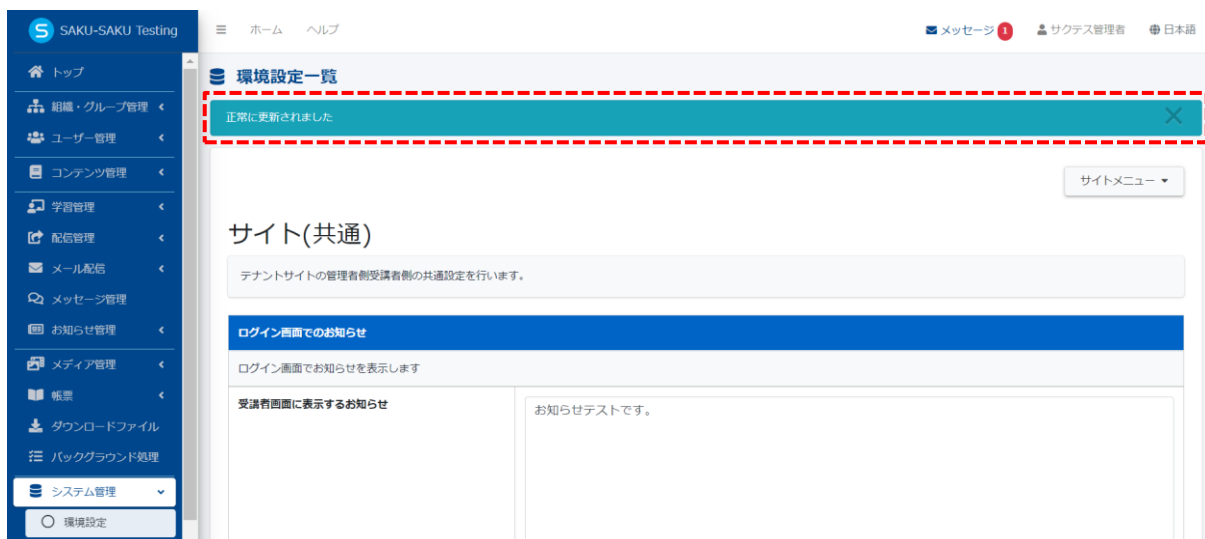 SAKU-SAKU Testing
ホーム ヘルプ
メッセージ 1 サクテス管理者 日本語
トップ
組織・グループ管理
ユーザー管理
コンテンツ管理
学習管理
配信管理
メール配信
メッセージ管理
お知らせ管理
メディア管理
帳票
ダウンロードファイル
バックグラウンド処理
システム管理
環境設定
環境設定一覧
正常に更新されました
サイトメニュー
サイト(共通)
テナントサイトの管理者側受講者側の共通設定を行います。
ログイン画面でのお知らせ
ログイン画面でお知らせを表示します
受講者画面に表示するお知らせ
お知らせテストです。